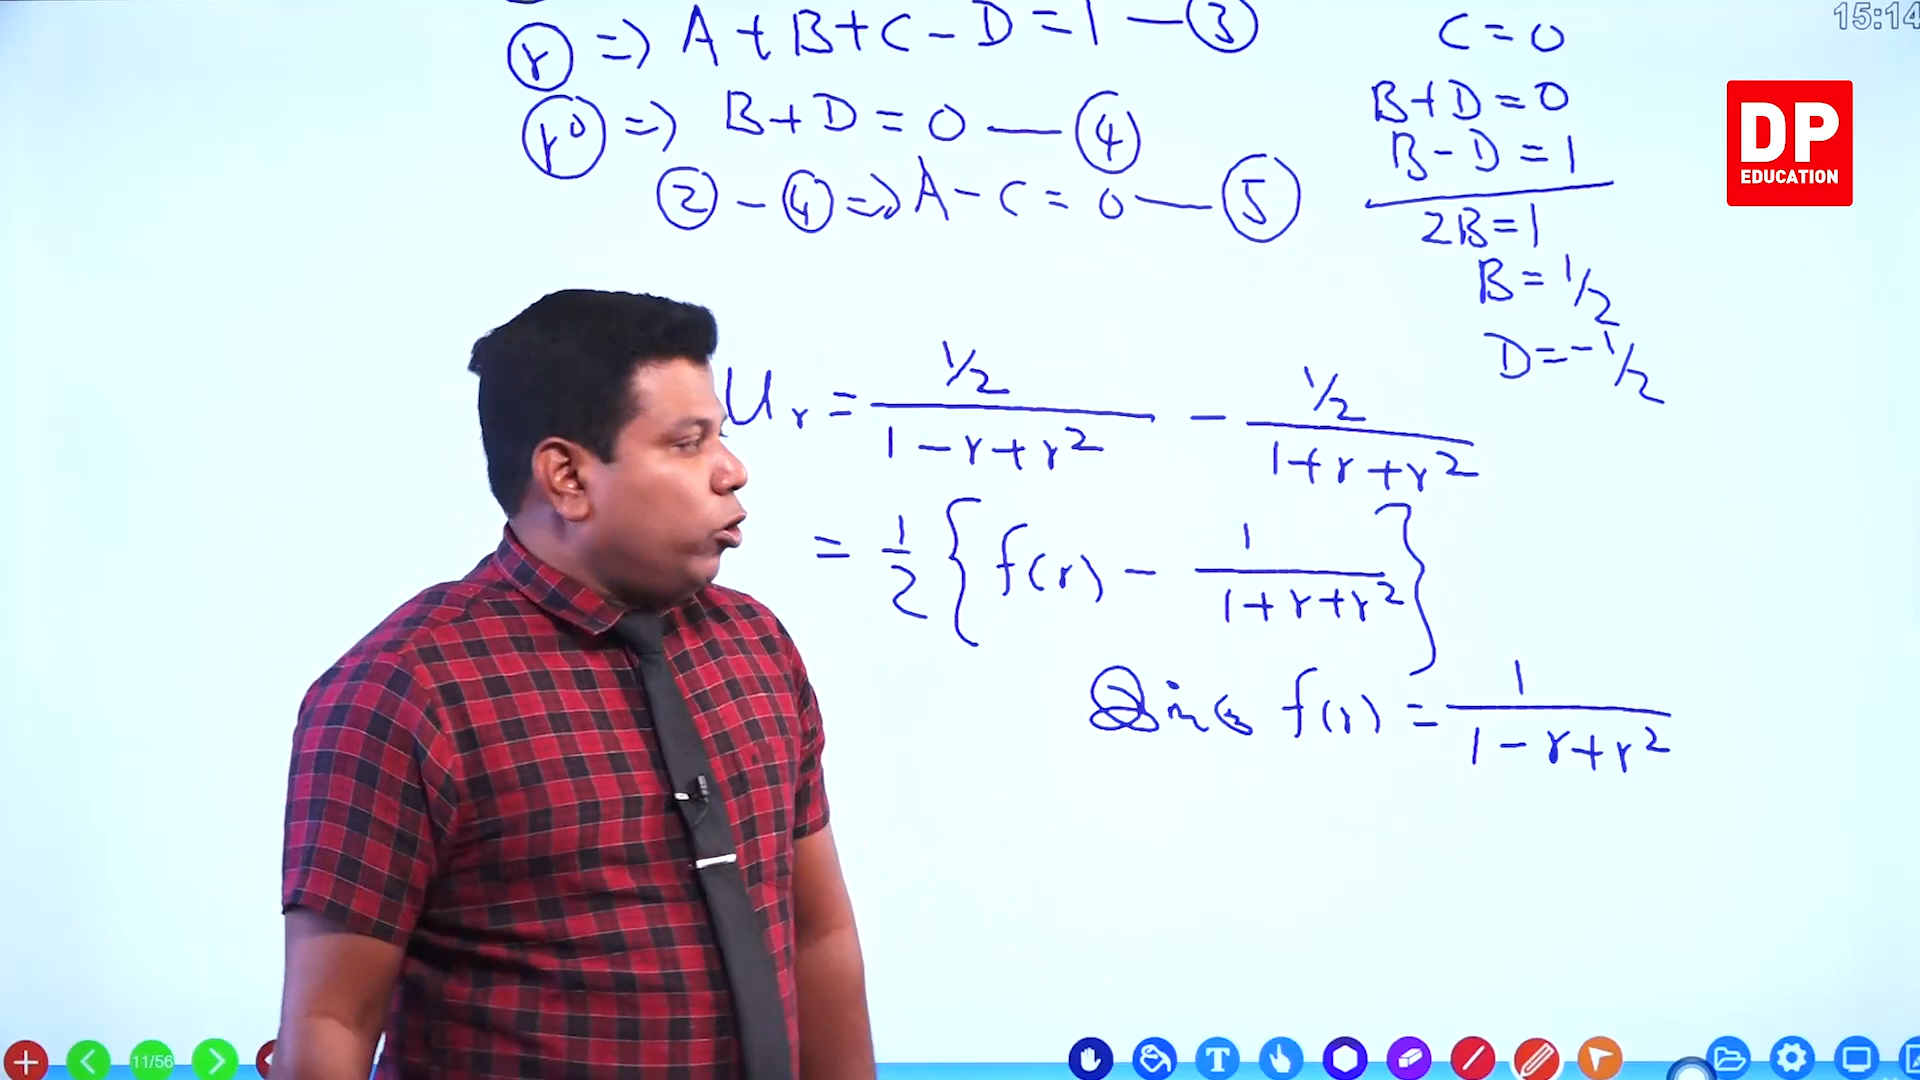 15:14
ⓡ => A + B + C - D = 1 — ③
C = 0
(r⁰) => B + D = 0 — ④
B + D = 0
② - ④ => A - C = 0 — ⑤
B - D = 1
2B = 1
B = 1/2
D = -1/2
DP
EDUCATION
Uᵣ = (1/2)/(1 - r + r²) - (1/2)/(1 + r + r²)
= 1/2 { f(r) - 1/(1 + r + r²) }
Since f(r) = 1/(1 - r + r²)
11/56
T